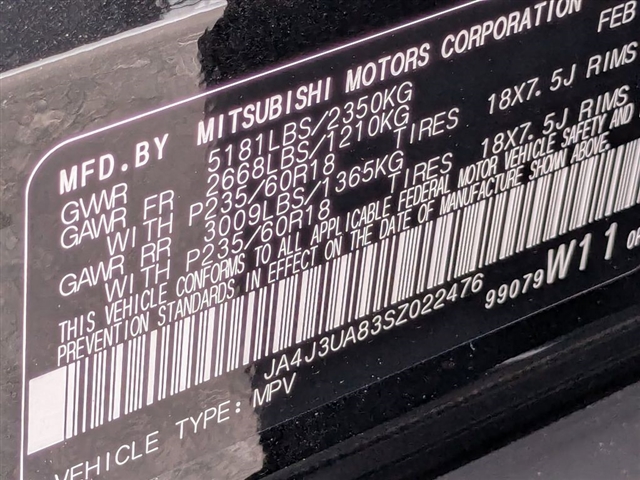 MFD.BY MITSUBISHI MOTORS CORPORATION FEB
GVWR 5181LBS/2350KG
GAWR FR 2668LBS/1210KG
WITH P235/60R18 TIRES 18X7.5J RIMS
GAWR RR 3009LBS/1365KG
WITH P235/60R18 TIRES 18X7.5J RIMS
THIS VEHICLE CONFORMS TO ALL APPLICABLE FEDERAL MOTOR VEHICLE SAFETY AND
PREVENTION STANDARDS IN EFFECT ON THE DATE OF MANUFACTURE SHOWN ABOVE.
JA4J3UA83SZ022476 99079 W11
VEHICLE TYPE: MPV